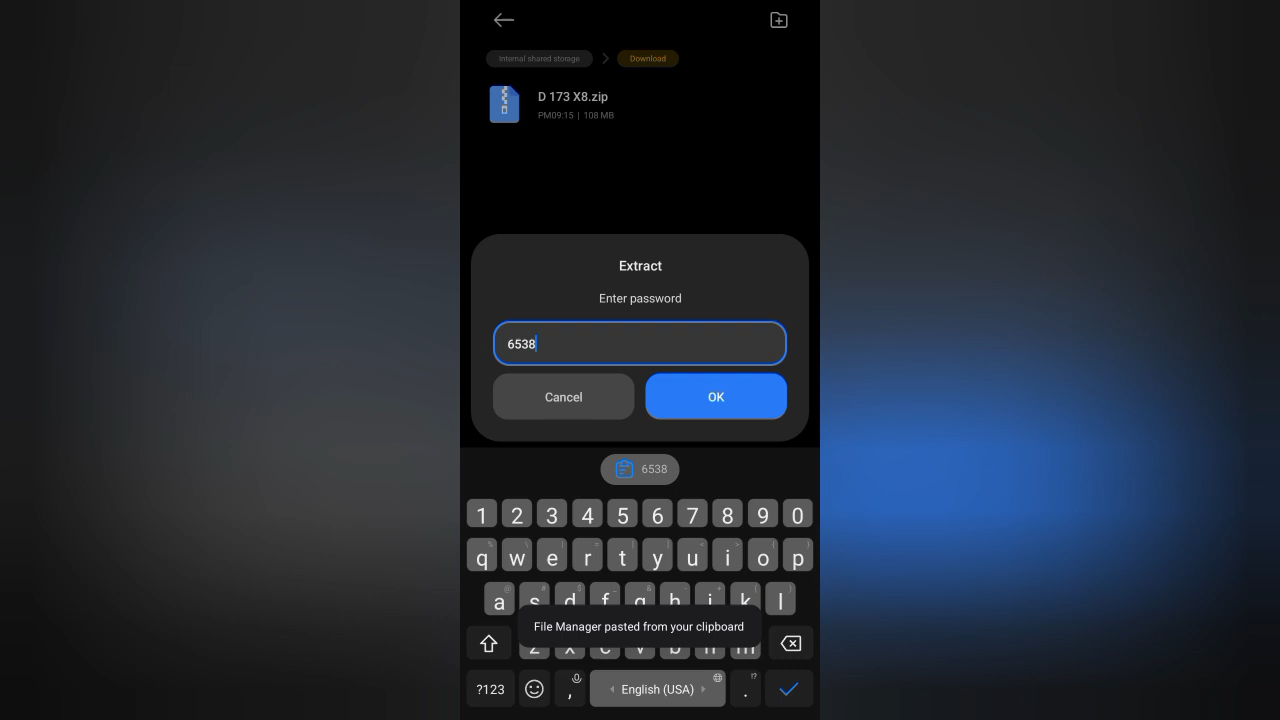 Internal shared storage
Download
D 173 X8.zip
PM09:15 | 108 MB
Extract
Enter password
6538
Cancel
OK
6538
1 2 3 4 5 6 7 8 9 0
q w e r t y u i o p
a s d f g h j k l
File Manager pasted from your clipboard
z x c v b n m
?123
,
English (USA)
.
!?